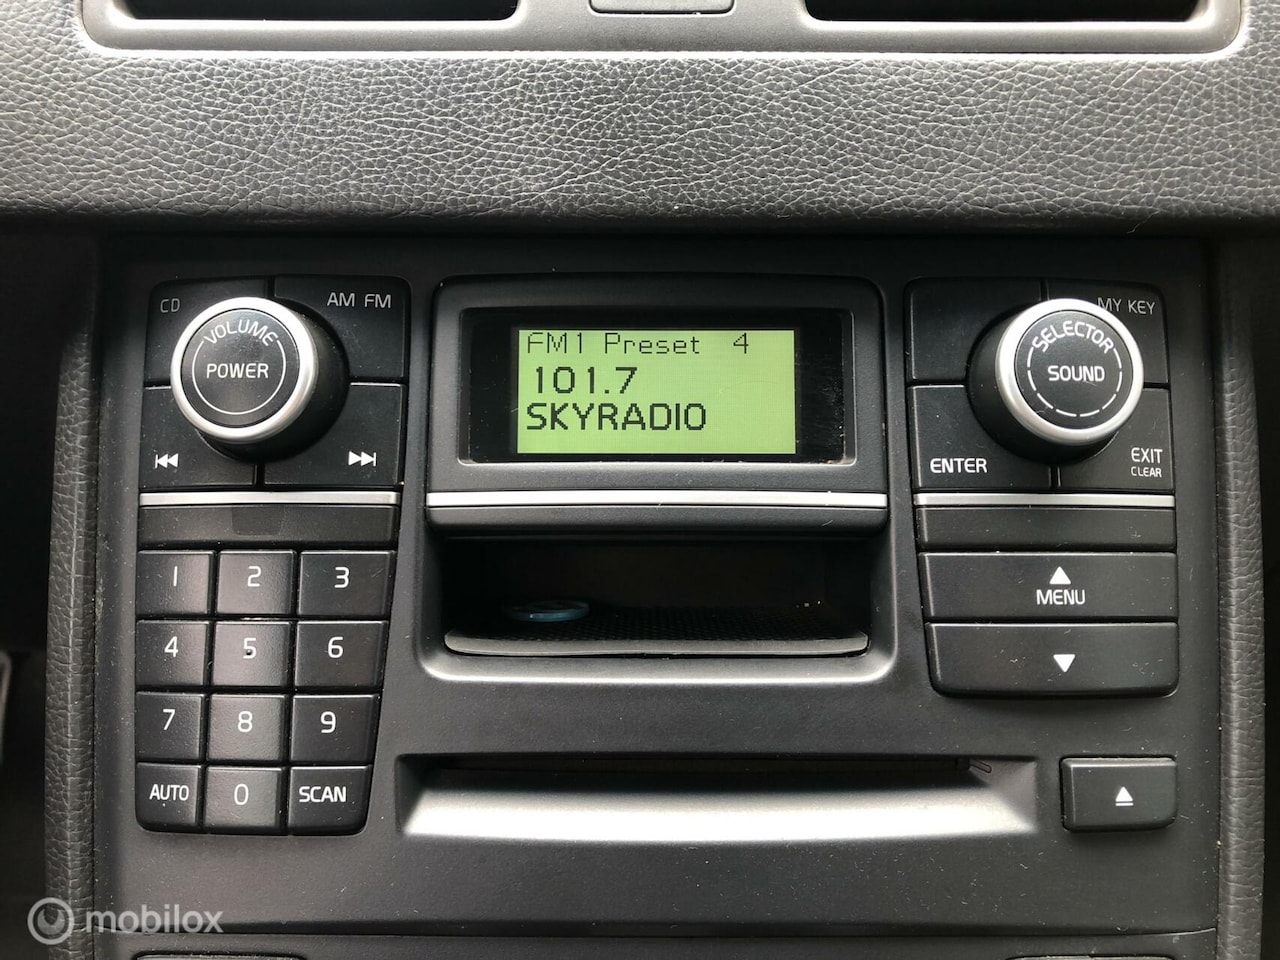 CD
AM FM
VOLUME
POWER
FM1 Preset 4
101.7
SKYRADIO
MY KEY
SELECTOR
SOUND
ENTER
EXIT
CLEAR
1 2 3
4 5 6
7 8 9
AUTO 0 SCAN
MENU
mobilox